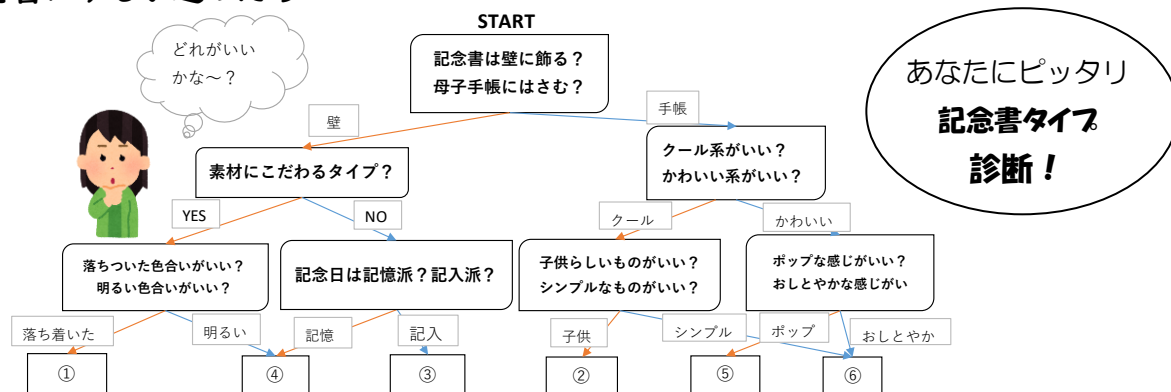 START
どれがいい
かな～？
記念書は壁に飾る？
母子手帳にはさむ？
あなたにピッタリ
記念書タイプ
診断！
壁
手帳
素材にこだわるタイプ？
クール系がいい？
かわいい系がいい？
YES
NO
クール
かわいい
落ちついた色合いがいい？
明るい色合いがいい？
記念日は記憶派？記入派？
子供らしいものがいい？
シンプルなものがいい？
ポップな感じがいい？
おしとやかな感じがい
落ち着いた
明るい
記憶
記入
子供
シンプル
ポップ
おしとやか
①
④
③
②
⑤
⑥